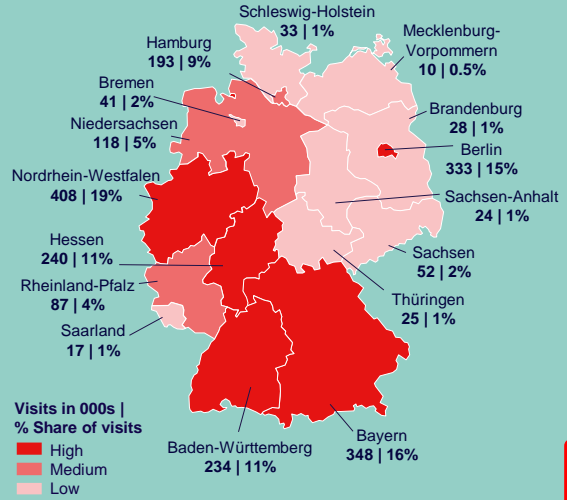 Schleswig-Holstein
33 | 1%
Mecklenburg-
Vorpommern
10 | 0.5%
Hamburg
193 | 9%
Bremen
41 | 2%
Brandenburg
28 | 1%
Niedersachsen
118 | 5%
Berlin
333 | 15%
Nordrhein-Westfalen
408 | 19%
Sachsen-Anhalt
24 | 1%
Hessen
240 | 11%
Sachsen
52 | 2%
Rheinland-Pfalz
87 | 4%
Thüringen
25 | 1%
Saarland
17 | 1%
Visits in 000s |
% Share of visits
High
Medium
Low
Baden-Württemberg
234 | 11%
Bayern
348 | 16%